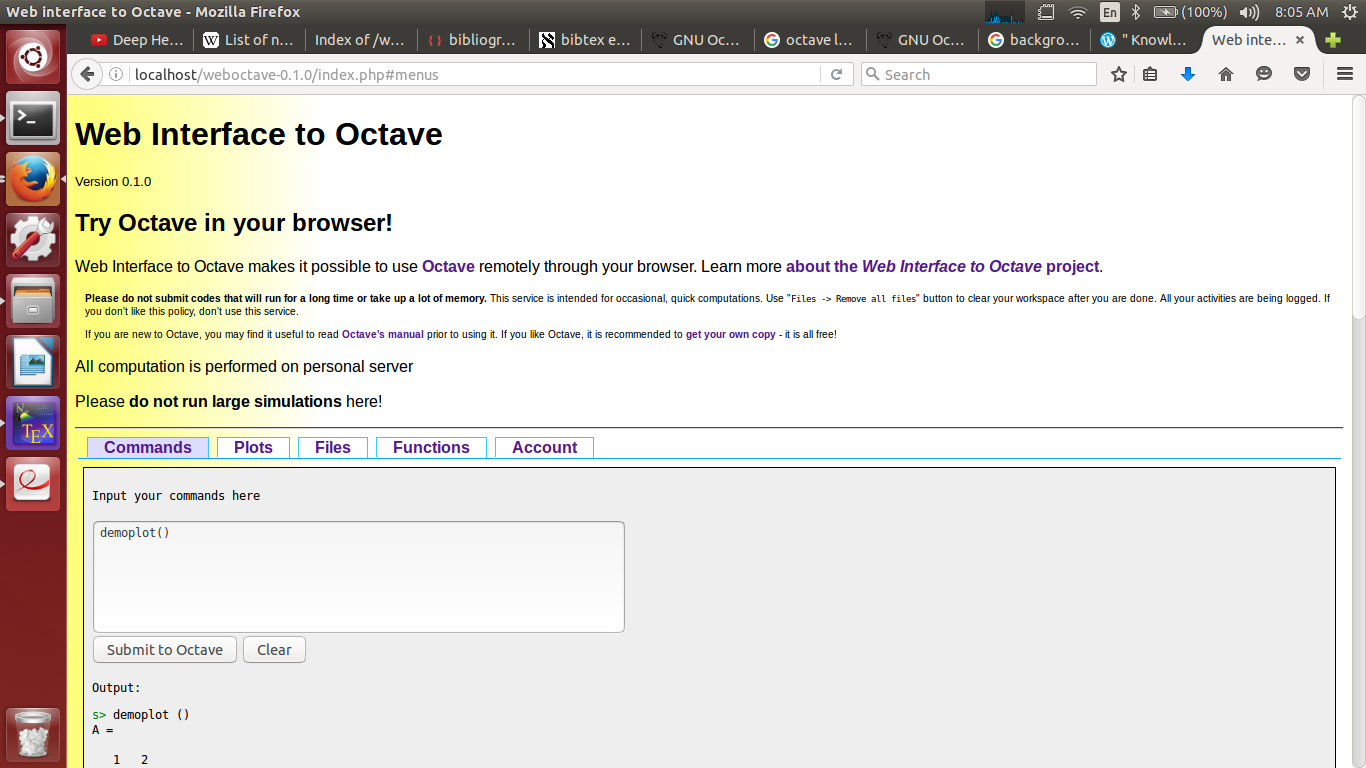 Web interface to Octave - Mozilla Firefox
En
(100%)
8:05 AM
Deep He...
W List of n...
Index of /w...
{ } bibliogr...
bibtex e...
GNU Oc...
octave l...
GNU Oc...
backgro...
" Knowl...
Web inte...
localhost/weboctave-0.1.0/index.php#menus
Search
Web Interface to Octave
Version 0.1.0
Try Octave in your browser!
Web Interface to Octave makes it possible to use Octave remotely through your browser. Learn more about the Web Interface to Octave project.
Please do not submit codes that will run for a long time or take up a lot of memory. This service is intended for occasional, quick computations. Use "Files -> Remove all files" button to clear your workspace after you are done. All your activities are being logged. If
you don't like this policy, don't use this service.
If you are new to Octave, you may find it useful to read Octave's manual prior to using it. If you like Octave, it is recommended to get your own copy - it is all free!
All computation is performed on personal server
Please do not run large simulations here!
Commands Plots Files Functions Account
Input your commands here
demoplot()
Submit to Octave Clear
Output:
s> demoplot ()
A =
1 2
TEX